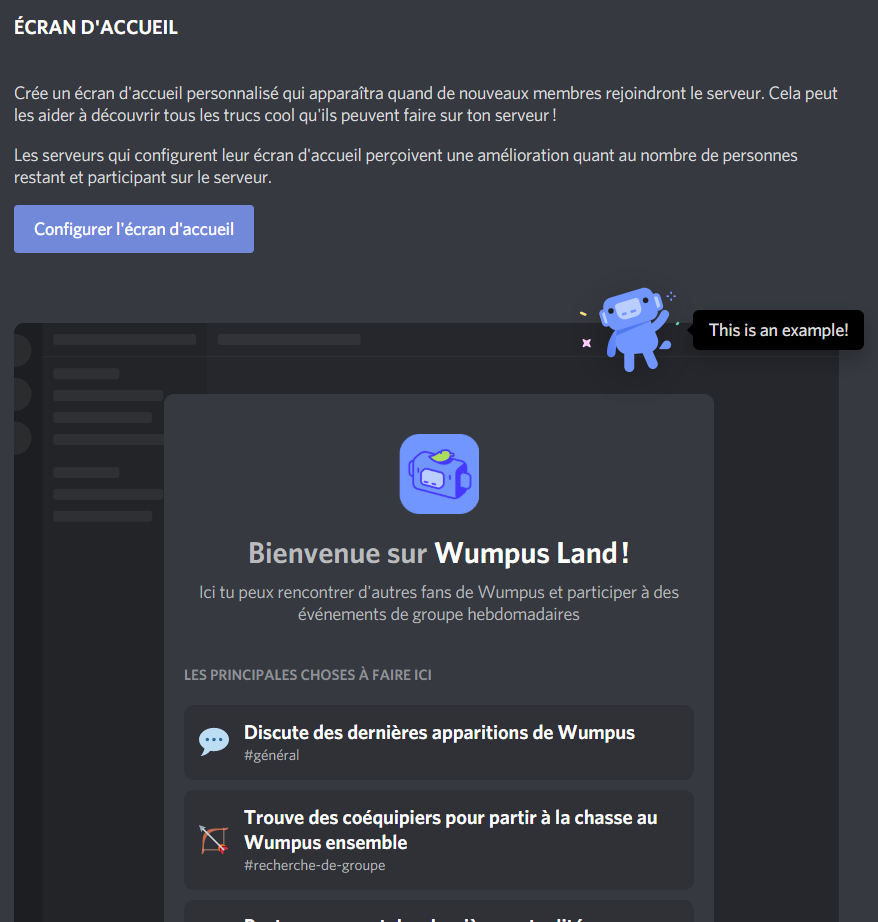 ÉCRAN D'ACCUEIL
Crée un écran d'accueil personnalisé qui apparaîtra quand de nouveaux membres rejoindront le serveur. Cela peut
les aider à découvrir tous les trucs cool qu'ils peuvent faire sur ton serveur !
Les serveurs qui configurent leur écran d'accueil perçoivent une amélioration quant au nombre de personnes
restant et participant sur le serveur.
Configurer l'écran d'accueil
This is an example!
Bienvenue sur Wumpus Land !
Ici tu peux rencontrer d'autres fans de Wumpus et participer à des
événements de groupe hebdomadaires
LES PRINCIPALES CHOSES À FAIRE ICI
Discute des dernières apparitions de Wumpus
#général
Trouve des coéquipiers pour partir à la chasse au
Wumpus ensemble
#recherche-de-groupe